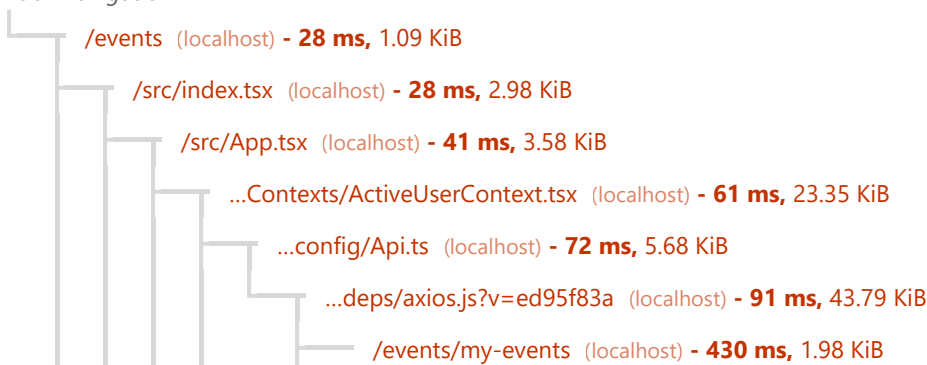 /events (localhost) - 28 ms, 1.09 KiB
/src/index.tsx (localhost) - 28 ms, 2.98 KiB
/src/App.tsx (localhost) - 41 ms, 3.58 KiB
...Contexts/ActiveUserContext.tsx (localhost) - 61 ms, 23.35 KiB
...config/Api.ts (localhost) - 72 ms, 5.68 KiB
...deps/axios.js?v=ed95f83a (localhost) - 91 ms, 43.79 KiB
/events/my-events (localhost) - 430 ms, 1.98 KiB